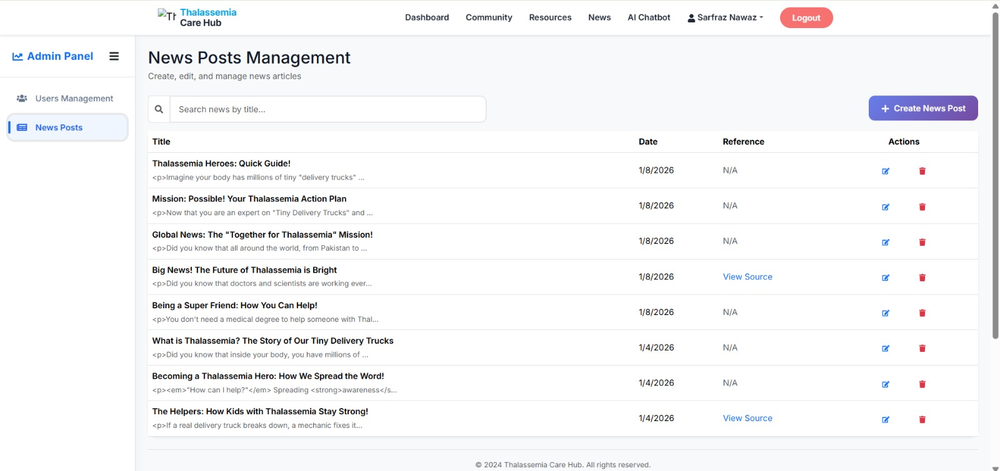 Th
Thalassemia
Care Hub
Dashboard
Community
Resources
News
AI Chatbot
Sarfraz Nawaz
Logout
Admin Panel
Users Management
News Posts
News Posts Management
Create, edit, and manage news articles
Search news by title...
Create News Post
Title Date Reference Actions
Thalassemia Heroes: Quick Guide!
<p>Imagine your body has millions of tiny "delivery trucks" ...
1/8/2026 N/A
Mission: Possible! Your Thalassemia Action Plan
<p>Now that you are an expert on "Tiny Delivery Trucks" and ...
1/8/2026 N/A
Global News: The "Together for Thalassemia" Mission!
<p>Did you know that all around the world, from Pakistan to ...
1/8/2026 N/A
Big News! The Future of Thalassemia is Bright
<p>Did you know that doctors and scientists are working ever...
1/8/2026 View Source
Being a Super Friend: How You Can Help!
<p>You don't need a medical degree to help someone with Thal...
1/8/2026 N/A
What is Thalassemia? The Story of Our Tiny Delivery Trucks
<p>Did you know that inside your body, you have millions of ...
1/4/2026 N/A
Becoming a Thalassemia Hero: How We Spread the Word!
<p><em>"How can I help?"</em> Spreading <strong>awareness</s...
1/4/2026 N/A
The Helpers: How Kids with Thalassemia Stay Strong!
<p>If a real delivery truck breaks down, a mechanic fixes it...
1/4/2026 View Source
© 2024 Thalassemia Care Hub. All rights reserved.